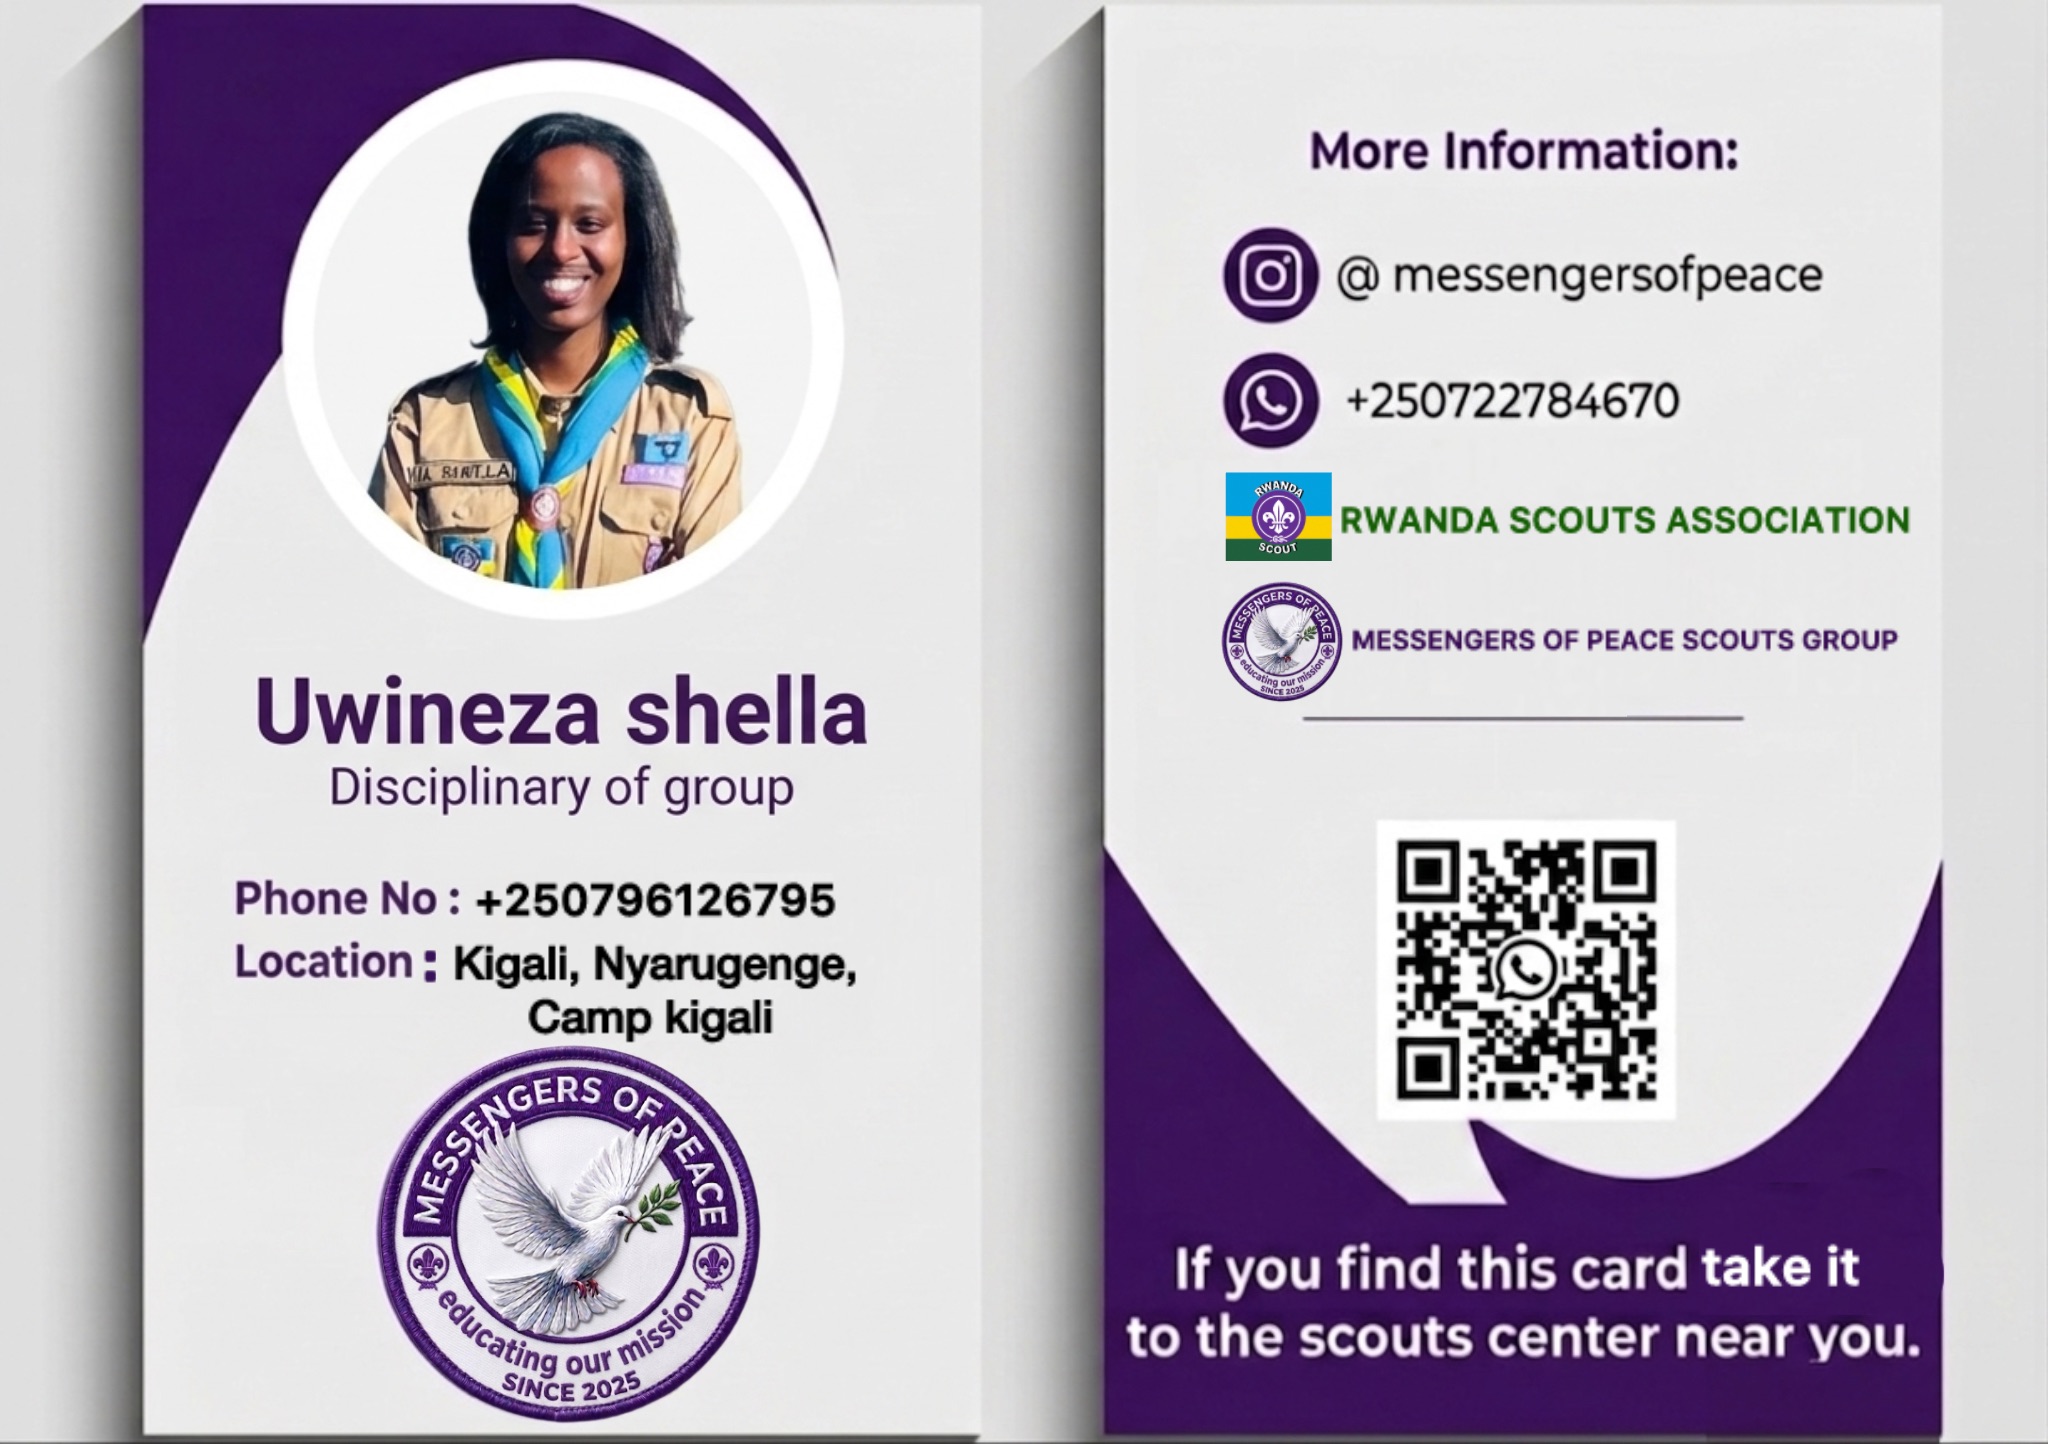 Uwineza shella
Disciplinary of group
Phone No : +250796126795
Location : Kigali, Nyarugenge,
Camp kigali
MESSENGERS OF PEACE
educating our mission
SINCE 2025
More Information:
@ messengersofpeace
+250722784670
RWANDA
SCOUT
RWANDA SCOUTS ASSOCIATION
MESSENGERS OF PEACE
educating our mission
SINCE 2025
MESSENGERS OF PEACE SCOUTS GROUP
If you find this card take it
to the scouts center near you.